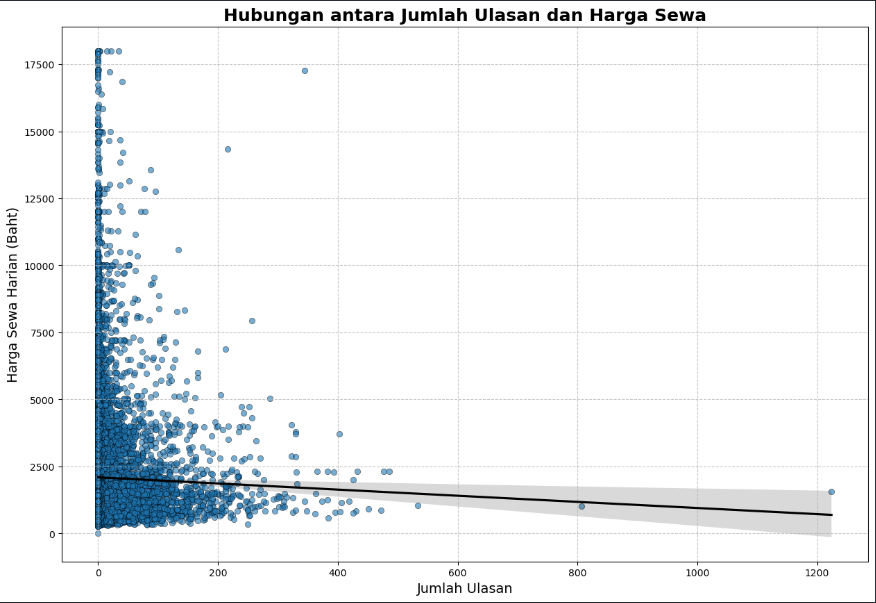 Hubungan antara Jumlah Ulasan dan Harga Sewa
Harga Sewa Harian (Baht)
17500
15000
12500
10000
7500
5000
2500
0
0 200 400 600 800 1000 1200
Jumlah Ulasan